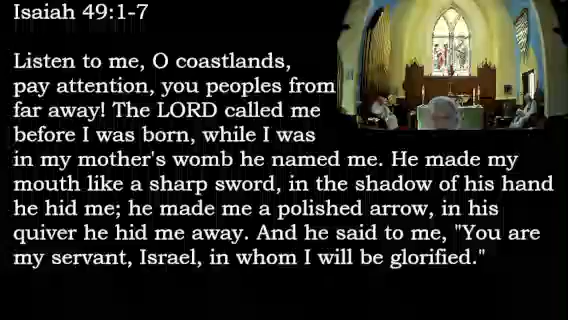 Isaiah 49:1-7
Listen to me, O coastlands,
pay attention, you peoples from
far away! The LORD called me
before I was born, while I was
in my mother's womb he named me. He made my
mouth like a sharp sword, in the shadow of his hand
he hid me; he made me a polished arrow, in his
quiver he hid me away. And he said to me, "You are
my servant, Israel, in whom I will be glorified."